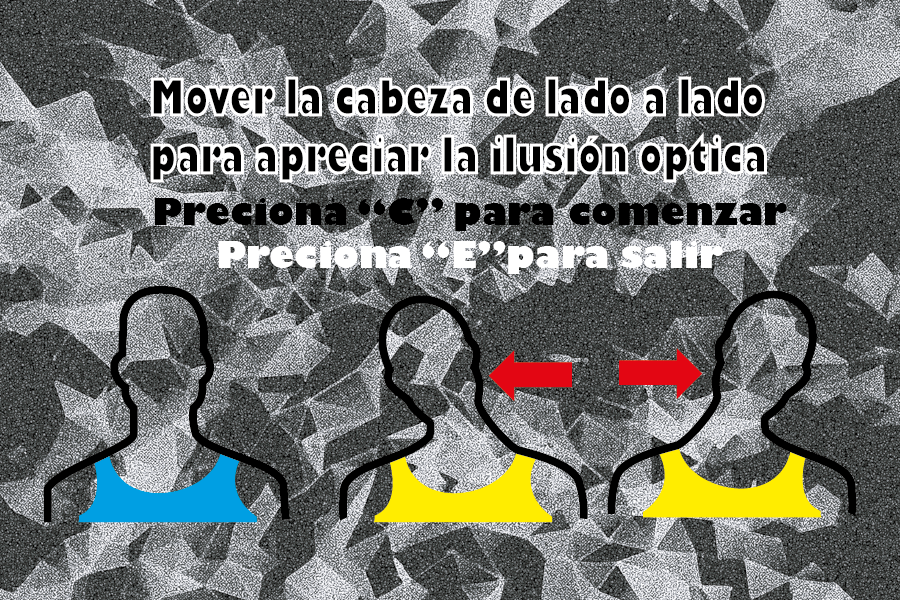 Mover la cabeza de lado a lado
para apreciar la ilusión optica
Preciona “C” para comenzar
Preciona “E”para salir